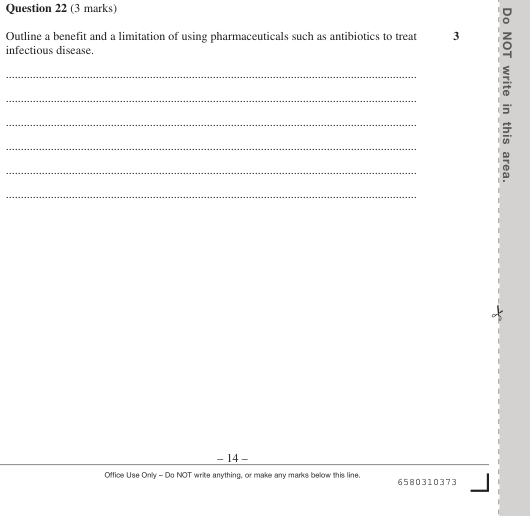 Question 22 (3 marks)
Outline a benefit and a limitation of using pharmaceuticals such as antibiotics to treat 3
infectious disease.
Do NOT write in this area.
– 14 –
Office Use Only – Do NOT write anything, or make any marks below this line.
6580310373